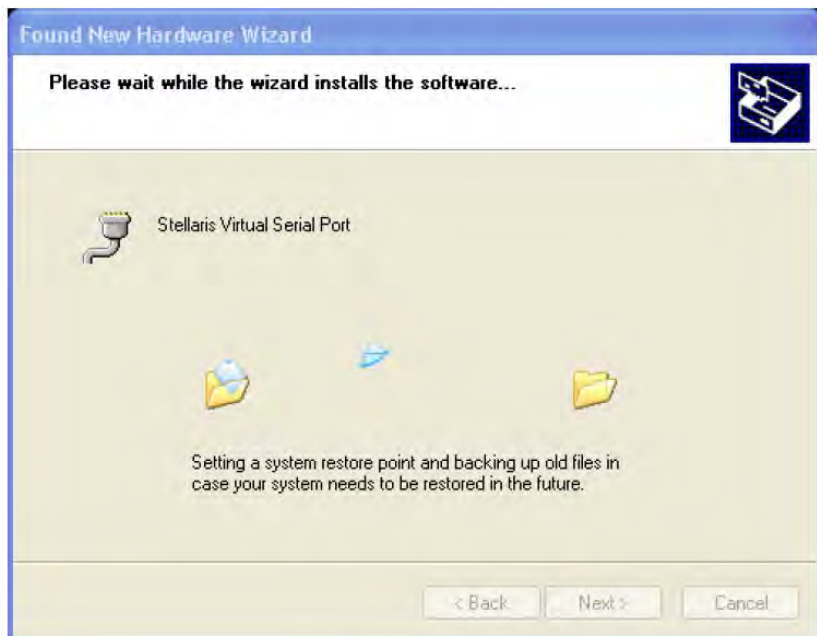 Found New Hardware Wizard
Please wait while the wizard installs the software...
Stellaris Virtual Serial Port
Setting a system restore point and backing up old files in
case your system needs to be restored in the future.
< Back
Next >
Cancel